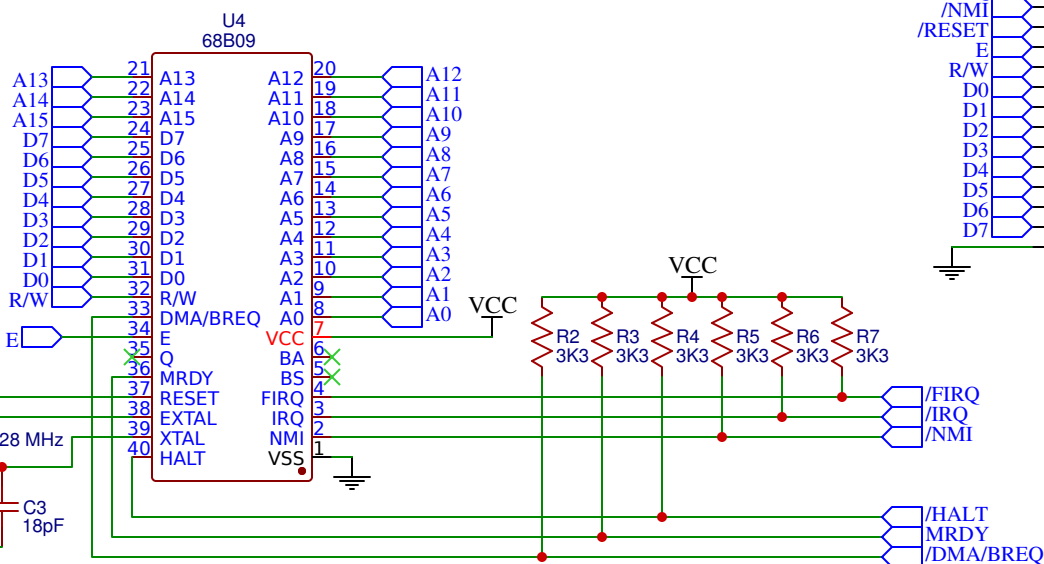 U4
68B09
A13 21 A13 A12 20 A12
A14 22 A14 A11 19 A11
A15 23 A15 A10 18 A10
D7 24 D7 A9 17 A9
D6 25 D6 A8 16 A8
D5 26 D5 A7 15 A7
D4 27 D4 A6 14 A6
D3 28 D3 A5 13 A5
D2 29 D2 A4 12 A4
D1 30 D1 A3 11 A3
D0 31 D0 A2 10 A2
R/W 32 R/W A1 9 A1
33 DMA/BREQ A0 8 A0
E 34 E VCC 7 VCC
35 Q BA 6
36 MRDY BS 5
37 RESET FIRQ 4
38 EXTAL IRQ 3
39 XTAL NMI 2
40 HALT VSS 1
28 MHz
C3
18pF
VCC
R2 R3 R4 R5 R6 R7
3K3 3K3 3K3 3K3 3K3 3K3
/FIRQ
/IRQ
/NMI
/HALT
MRDY
/DMA/BREQ
/NMI
/RESET
E
R/W
D0
D1
D2
D3
D4
D5
D6
D7